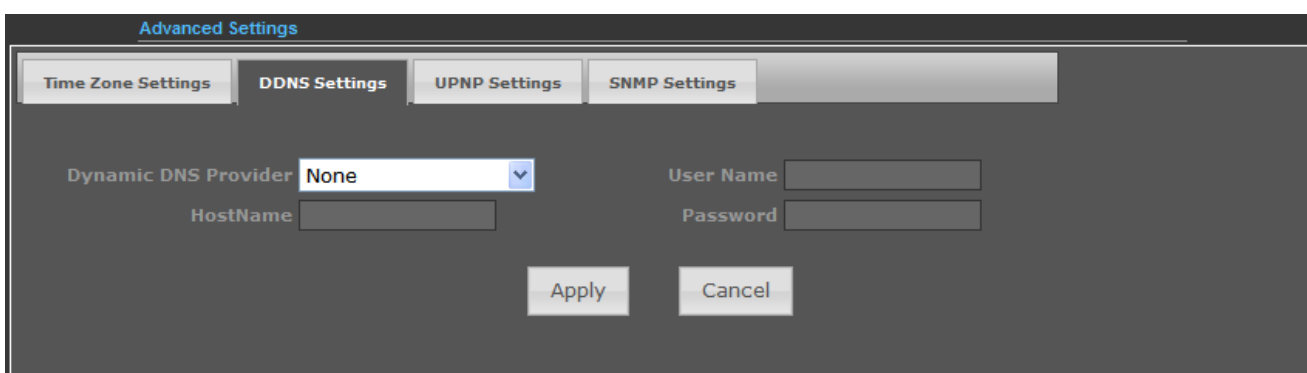 Advanced Settings
Time Zone Settings DDNS Settings UPNP Settings SNMP Settings
Dynamic DNS Provider None User Name
HostName Password
Apply Cancel